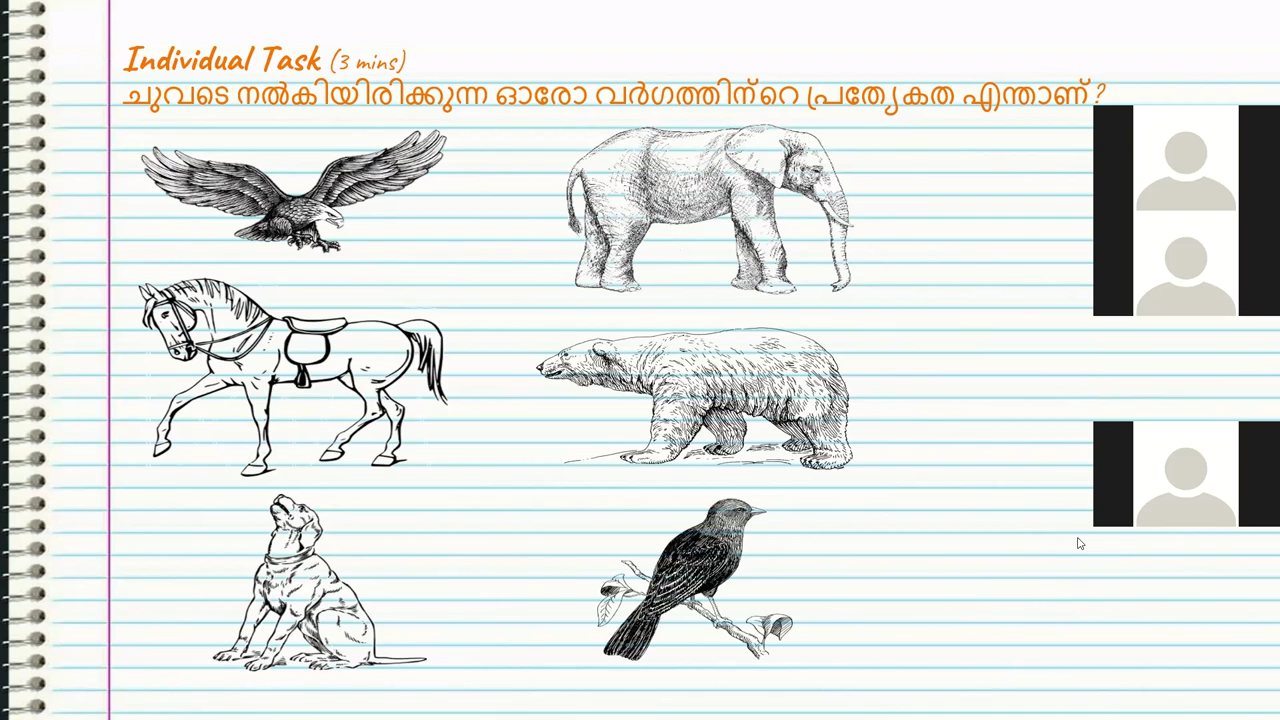 Individual Task (3 mins)
ചുവടെ നൽകിയിരിക്കുന്ന ഓരോ വർഗത്തിന്റെ പ്രത്യേകത എന്താണ് ?